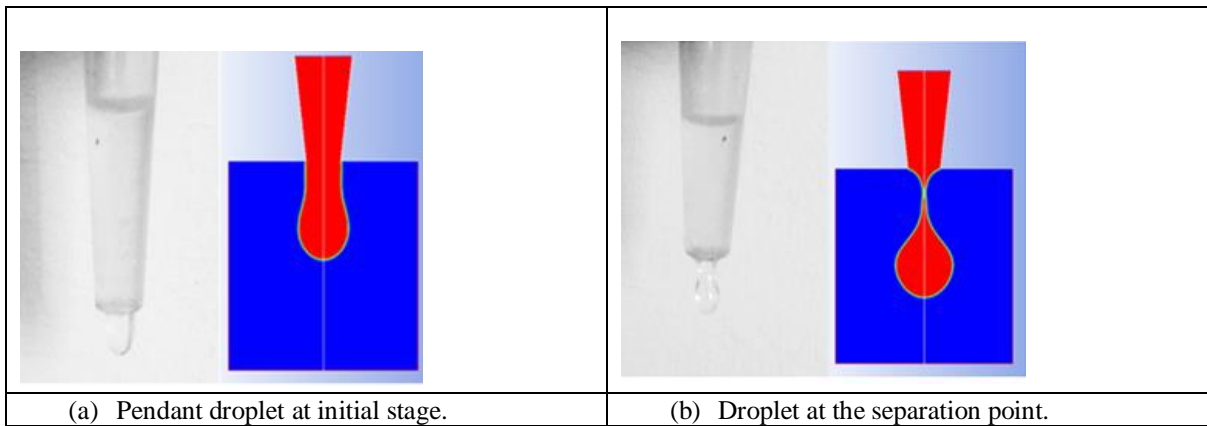 (a) Pendant droplet at initial stage.
(b) Droplet at the separation point.